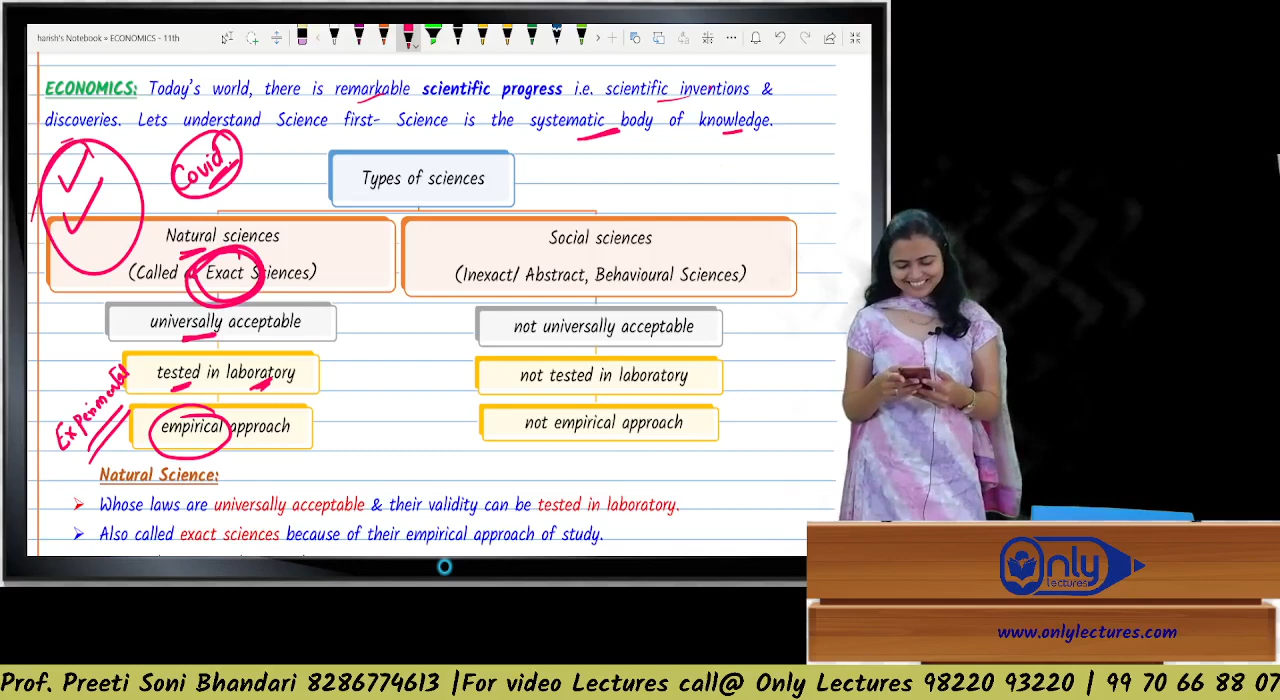 harish's Notebook » ECONOMICS - 11th
ECONOMICS: Today's world, there is remarkable scientific progress i.e. scientific inventions &
discoveries. Lets understand Science first- Science is the systematic body of knowledge.
Covid
Types of sciences
Natural sciences
(Called Exact Sciences)
Social sciences
(Inexact/ Abstract, Behavioural Sciences)
universally acceptable
not universally acceptable
tested in laboratory
not tested in laboratory
Experimental
empirical approach
not empirical approach
Natural Science:
Whose laws are universally acceptable & their validity can be tested in laboratory.
Also called exact sciences because of their empirical approach of study.
Only
lectures
www.onlylectures.com
Prof. Preeti Soni Bhandari 8286774613 |For video Lectures call@ Only Lectures 98220 93220 | 99 70 66 88 07